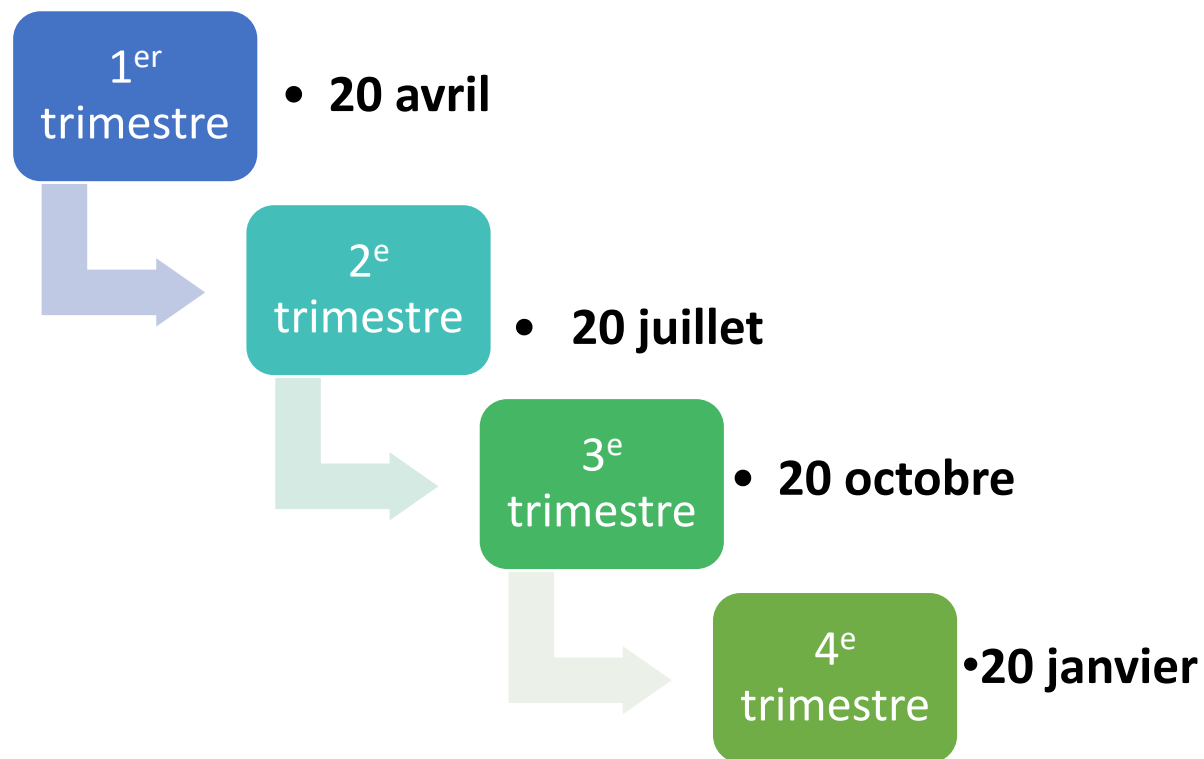 1er
trimestre
• 20 avril
2e
trimestre
• 20 juillet
3e
trimestre
• 20 octobre
4e
trimestre
•20 janvier